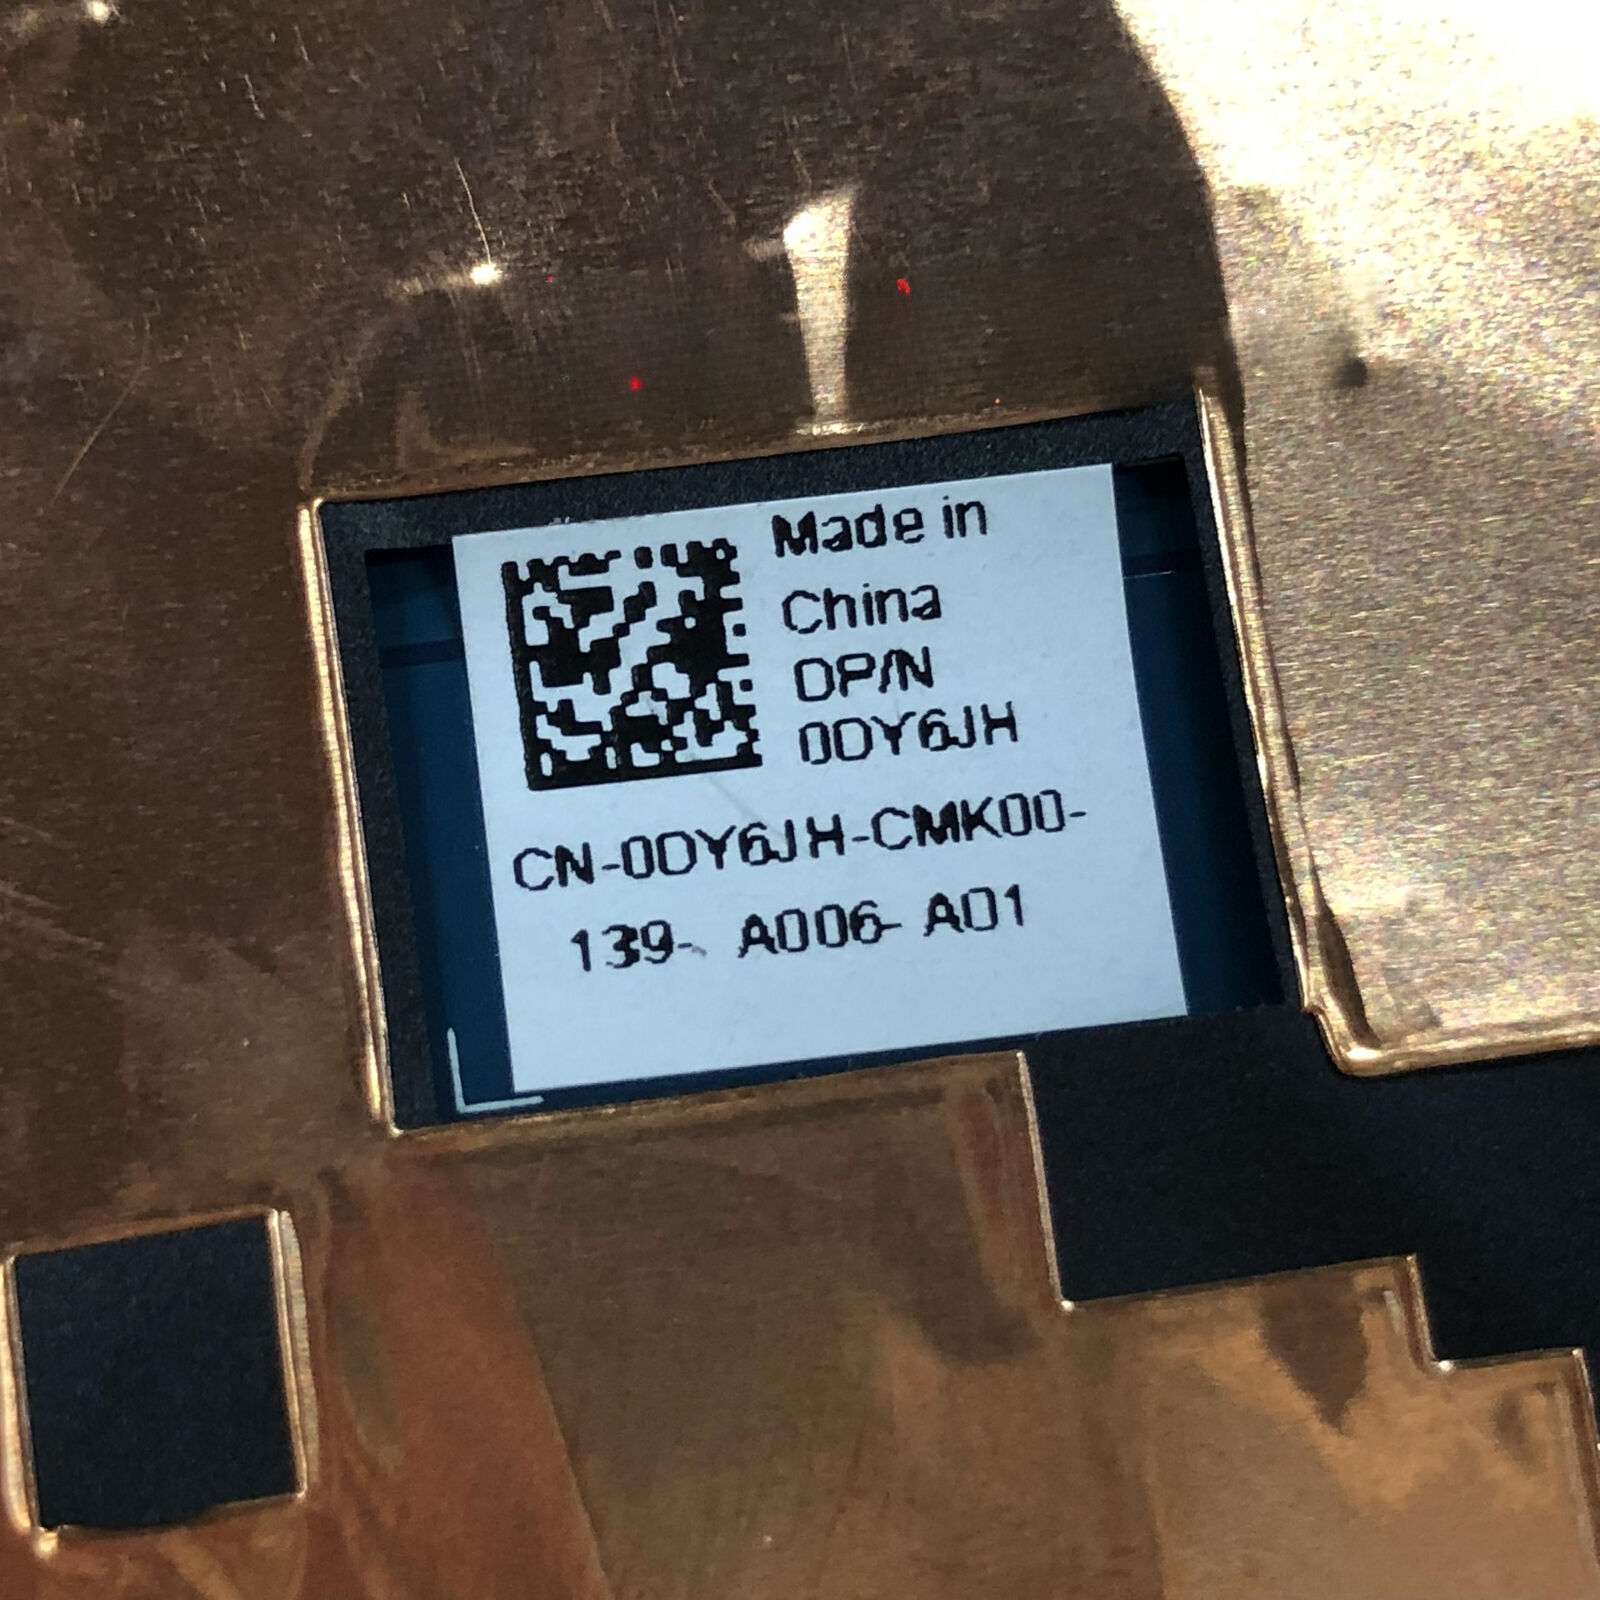 Made in
China
DP/N
0DY6JH
CN-0DY6JH-CMK00-
139- A006- A01